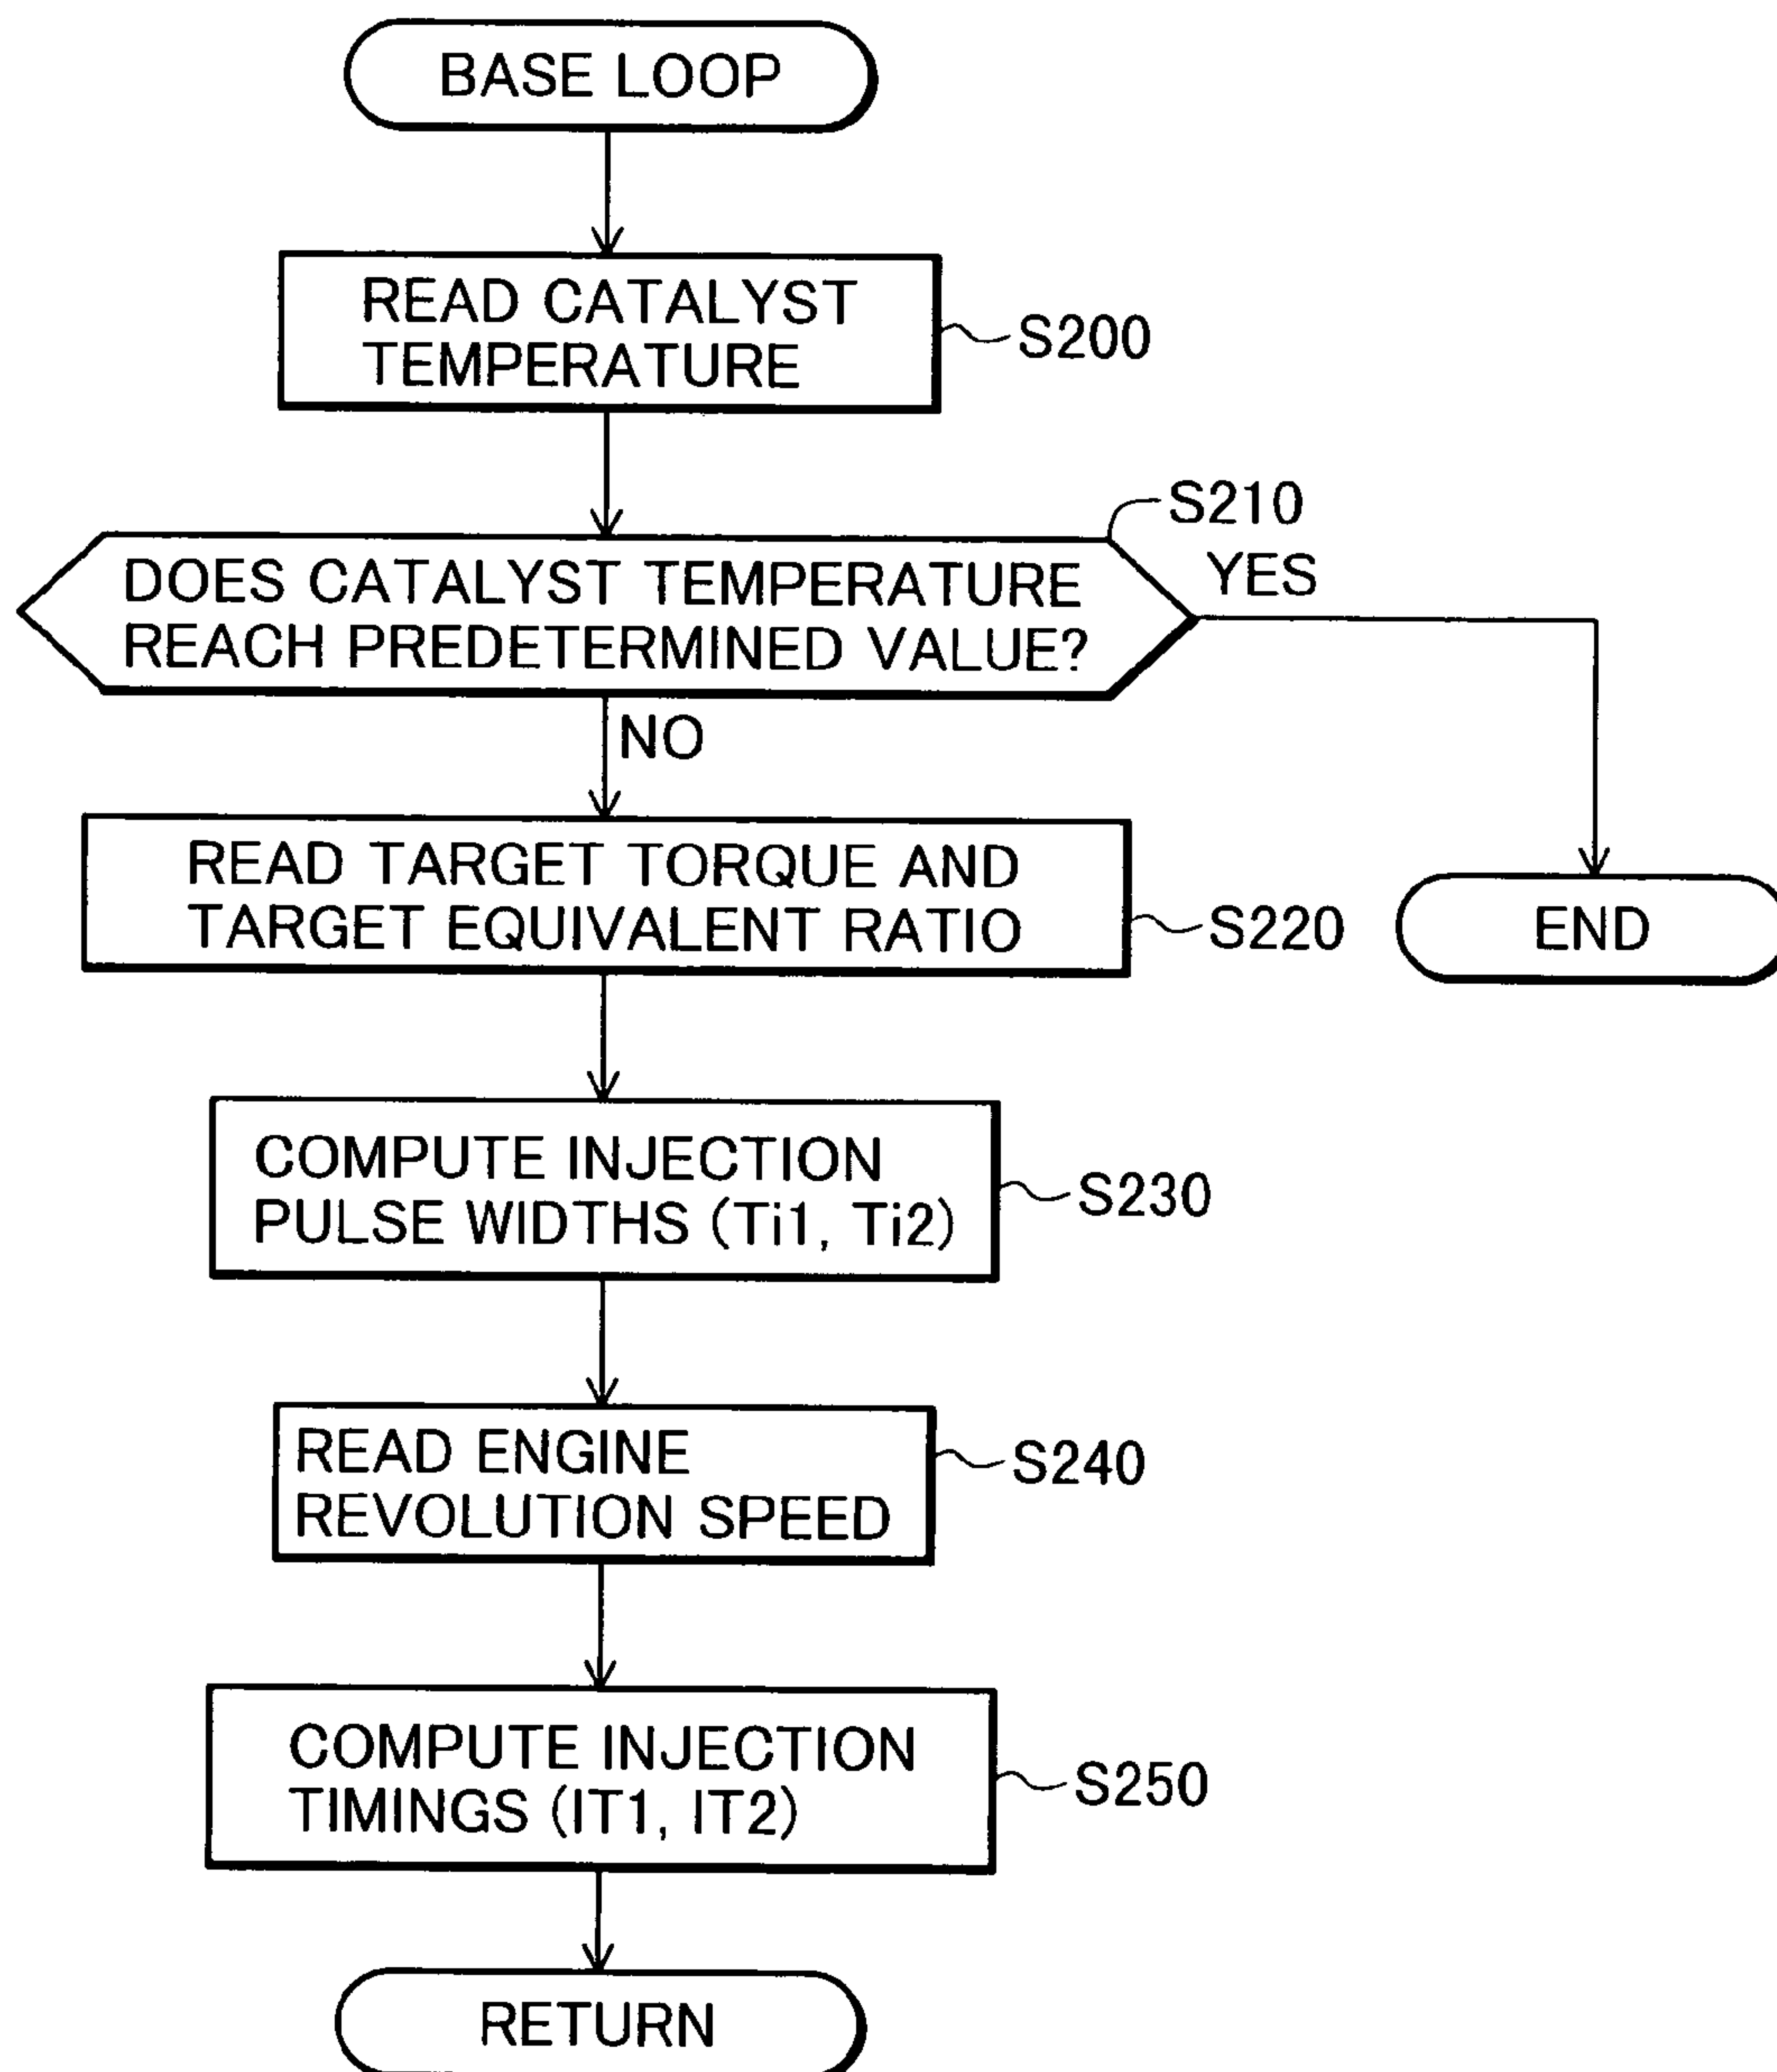 BASE LOOP
READ CATALYST
TEMPERATURE
S200
S210
DOES CATALYST TEMPERATURE
REACH PREDETERMINED VALUE?
YES
NO
READ TARGET TORQUE AND
TARGET EQUIVALENT RATIO
S220
END
COMPUTE INJECTION
PULSE WIDTHS (Ti1, Ti2)
S230
READ ENGINE
REVOLUTION SPEED
S240
COMPUTE INJECTION
TIMINGS (IT1, IT2)
S250
RETURN